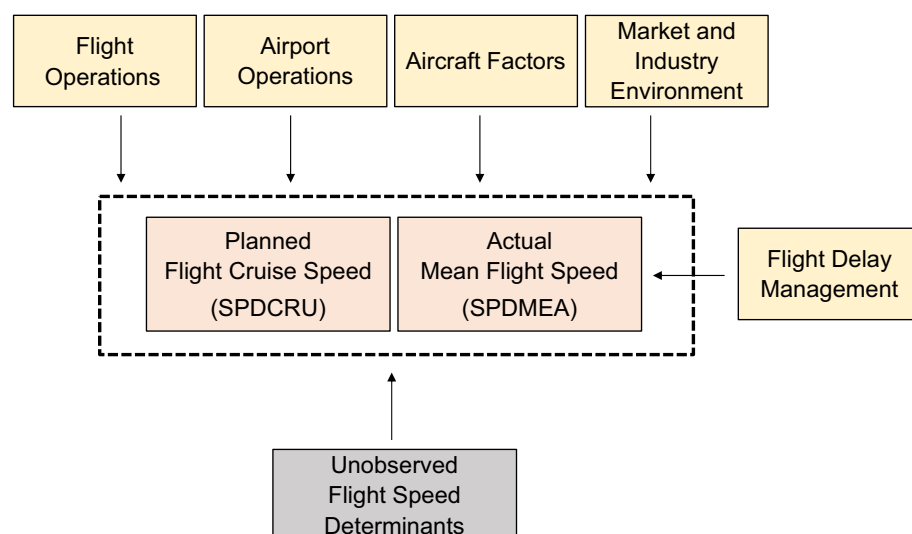 Flight
Operations
Airport
Operations
Aircraft Factors
Market and
Industry
Environment
Planned
Flight Cruise Speed
(SPDCRU)
Actual
Mean Flight Speed
(SPDMEA)
Flight Delay
Management
Unobserved
Flight Speed
Determinants